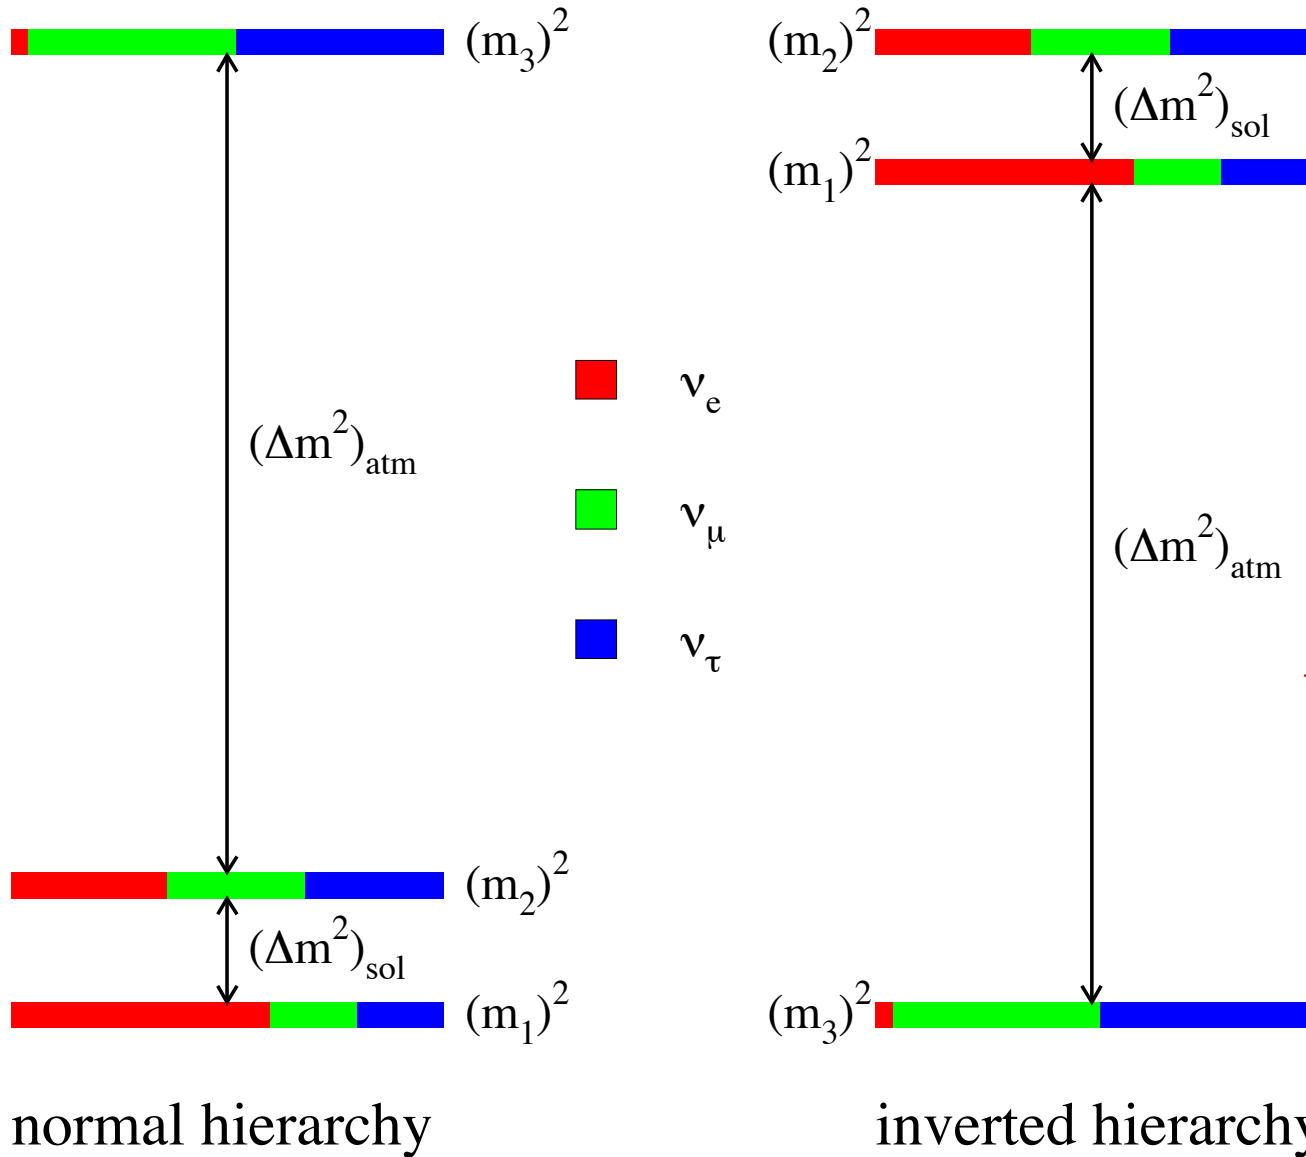 (m₃)²
(m₂)²
(Δm²)sol
(m₁)²
νe
(Δm²)atm
νμ
(Δm²)atm
ντ
(m₂)²
(Δm²)sol
(m₁)²
(m₃)²
normal hierarchy
inverted hierarchy